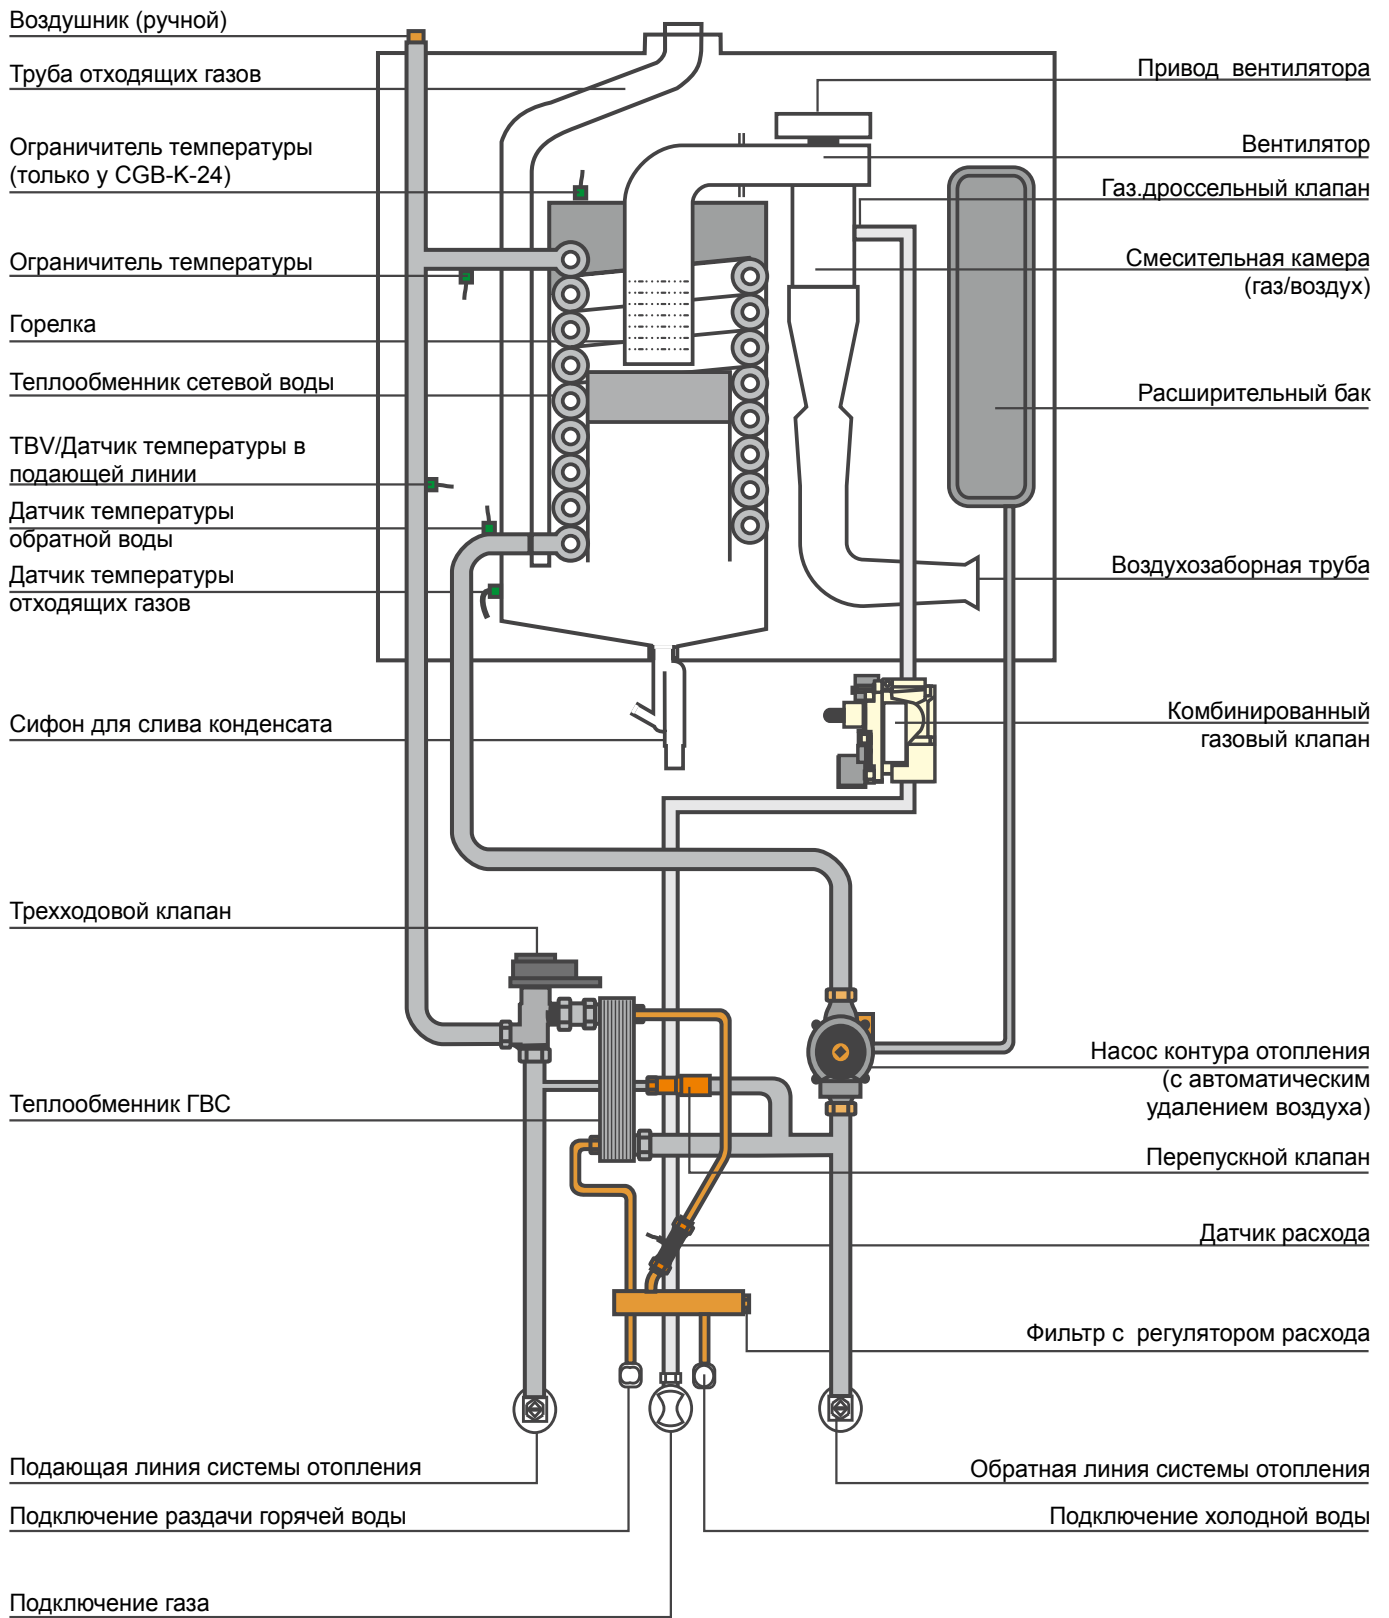 Воздушник (ручной)
Труба отходящих газов
Ограничитель температуры
(только у CGB-K-24)
Ограничитель температуры
Горелка
Теплообменник сетевой воды
TBV/Датчик температуры в
подающей линии
Датчик температуры
обратной воды
Датчик температуры
отходящих газов
Сифон для слива конденсата
Трехходовой клапан
Теплообменник ГВС
Подающая линия системы отопления
Подключение раздачи горячей воды
Подключение газа
Привод вентилятора
Вентилятор
Газ.дроссельный клапан
Смесительная камера
(газ/воздух)
Расширительный бак
Воздухозаборная труба
Комбинированный
газовый клапан
Насос контура отопления
(с автоматическим
удалением воздуха)
Перепускной клапан
Датчик расхода
Фильтр с регулятором расхода
Обратная линия системы отопления
Подключение холодной воды